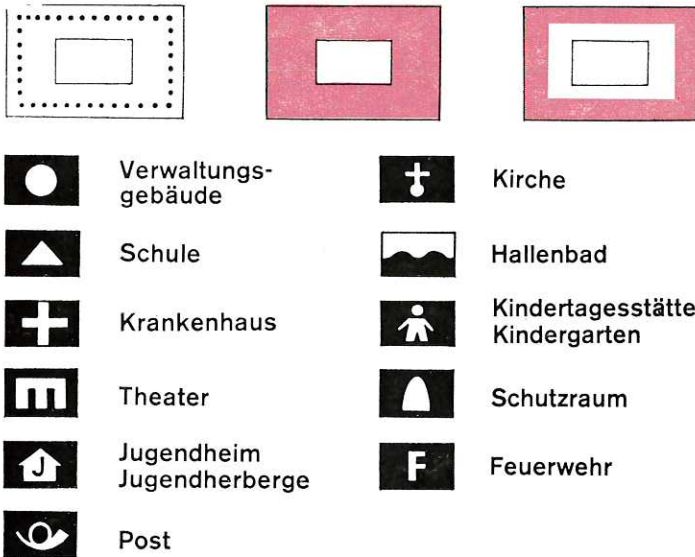 Verwaltungs-
gebäude
Schule
Krankenhaus
Theater
J
Jugendheim
Jugendherberge
Post
Kirche
Hallenbad
Kindertagesstätte
Kindergarten
Schutzraum
F
Feuerwehr